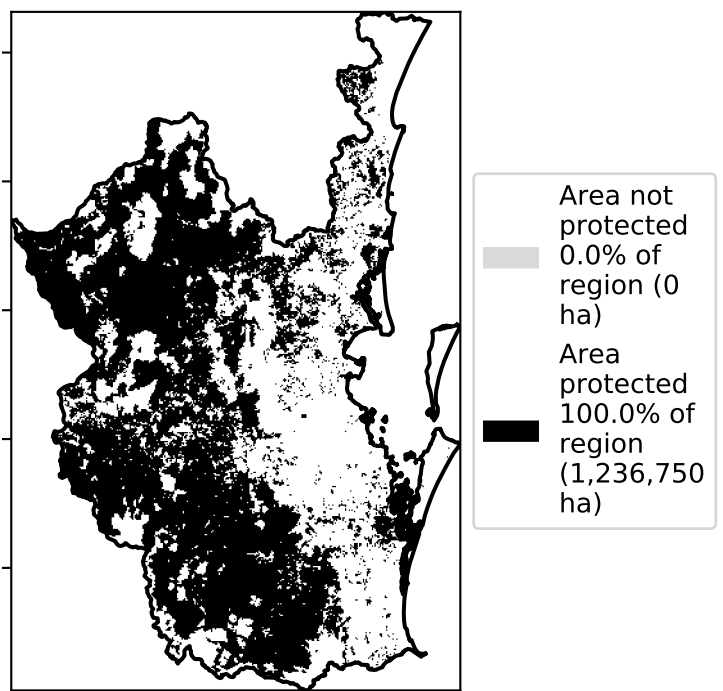 Area not
protected
0.0% of
region (0
ha)
Area
protected
100.0% of
region
(1,236,750
ha)